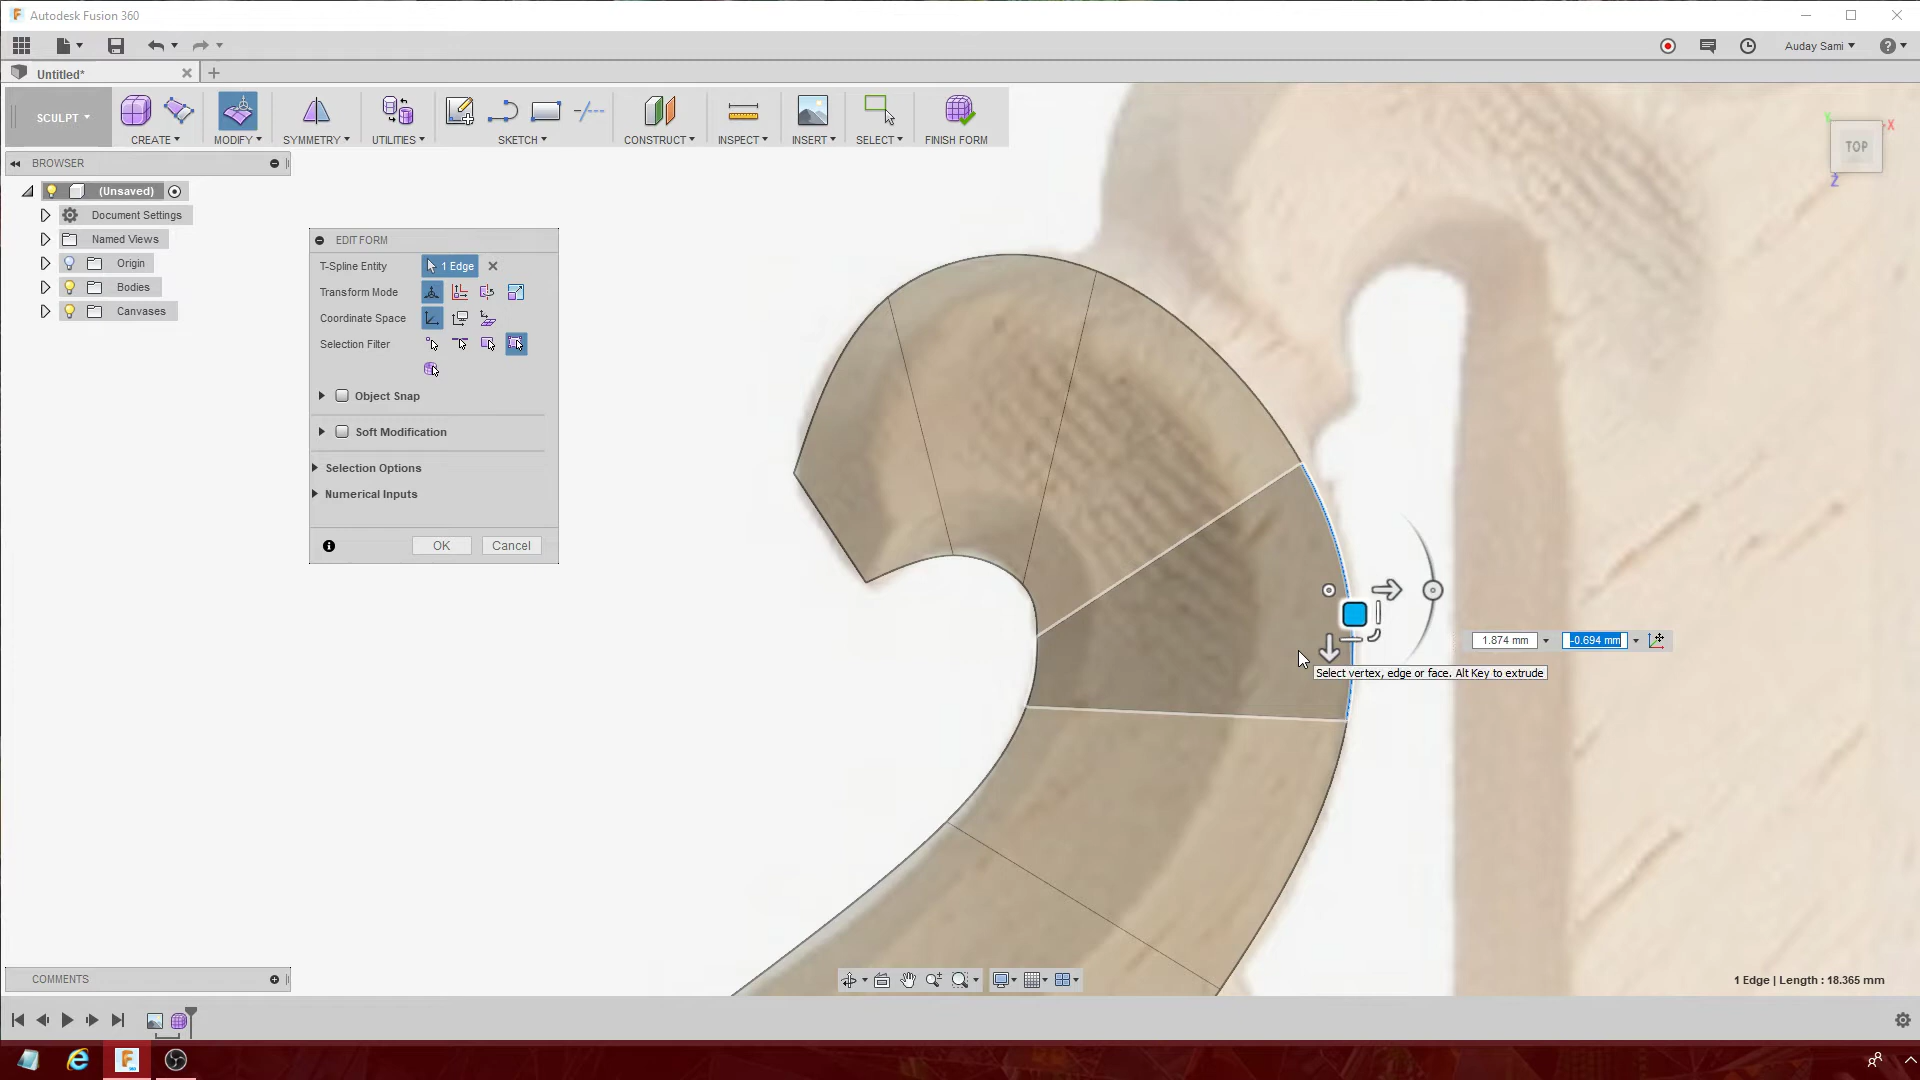 Autodesk Fusion 360
Auday Sami
Untitled*
SCULPT
CREATE
MODIFY
SYMMETRY
UTILITIES
SKETCH
CONSTRUCT
INSPECT
INSERT
SELECT
FINISH FORM
BROWSER
(Unsaved)
Document Settings
Named Views
Origin
Bodies
Canvases
EDIT FORM
T-Spline Entity 1 Edge
Transform Mode
Coordinate Space
Selection Filter
Object Snap
Soft Modification
Selection Options
Numerical Inputs
OK Cancel
TOP
X
Y
Z
1.874 mm -0.694 mm
Select vertex, edge or face. Alt Key to extrude
COMMENTS
1 Edge | Length : 18.365 mm